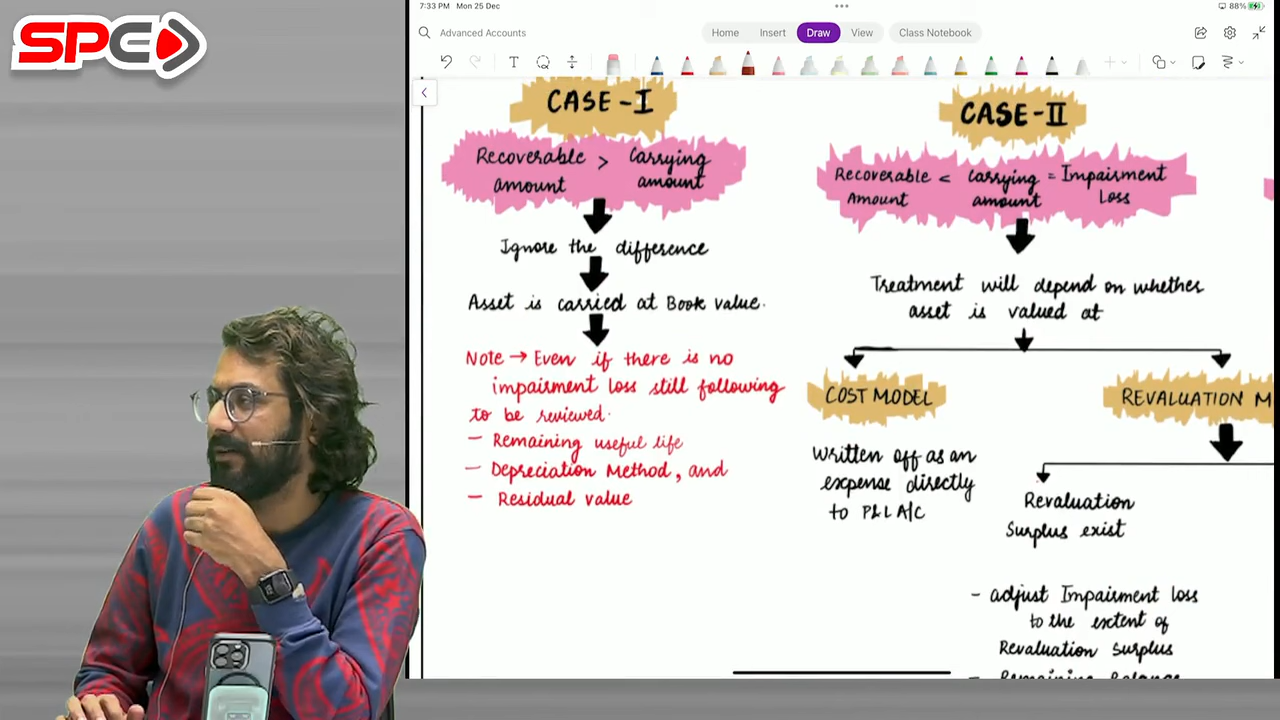 SPC
7:33 PM Mon 25 Dec
88%
Advanced Accounts
Home Insert Draw View Class Notebook
CASE-I
Recoverable amount > Carrying amount
Ignore the difference
Asset is carried at Book value.
Note → Even if there is no
impairment loss still following
to be reviewed.
- Remaining useful life
- Depreciation Method, and
- Residual value
CASE-II
Recoverable Amount < Carrying amount = Impairment Loss
Treatment will depend on whether
asset is valued at
COST MODEL
Written off as an
expense directly
to P&L A/C
REVALUATION M
Revaluation
Surplus exist
- adjust Impairment loss
to the extent of
Revaluation Surplus
- Remaining Balance